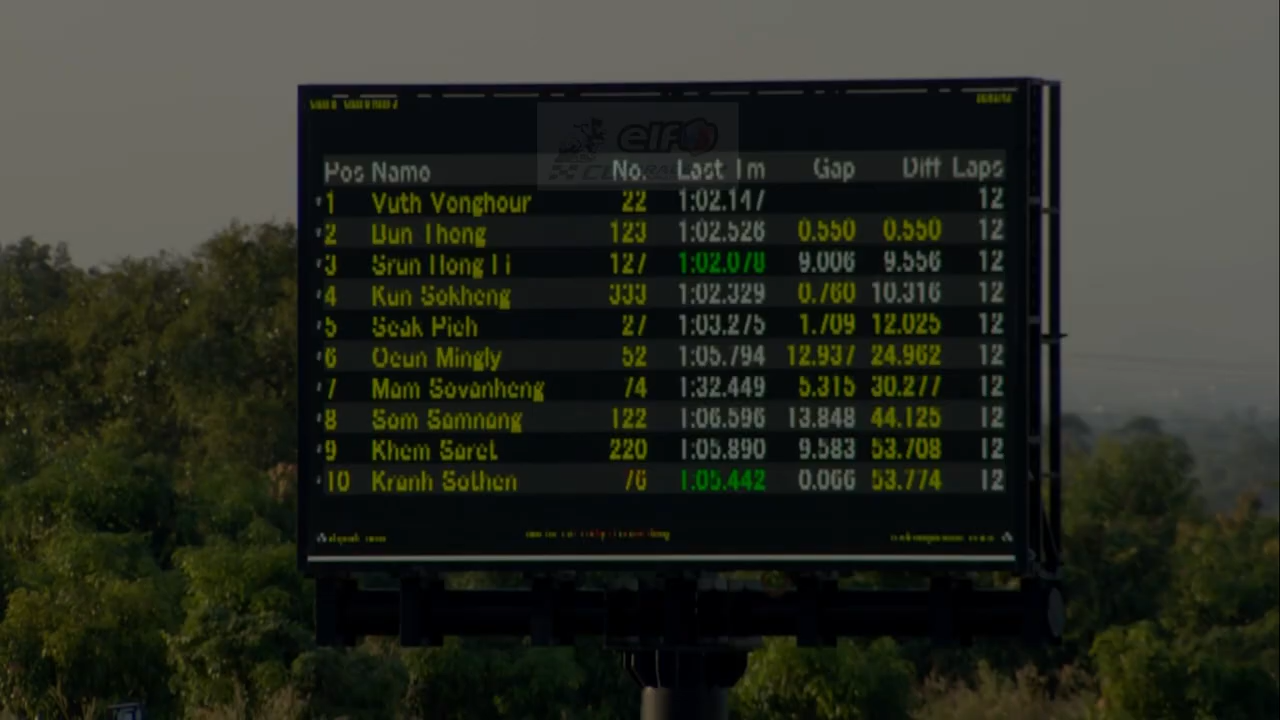 elf
Pos Name No. Last Tm Gap Diff Laps
1 Vuth Vonghour 22 1:02.147 12
2 Bun Thong 123 1:02.526 0.550 0.550 12
3 Srun Hong 127 1:02.078 9.006 9.556 12
4 Kun Sokheng 333 1:02.329 0.760 10.316 12
5 Seak Pich 27 1:03.275 1.709 12.025 12
6 Oeun Mingly 52 1:05.794 12.937 24.962 12
7 Mam Sovanheng 74 1:32.449 5.315 30.277 12
8 Som Samnang 122 1:06.596 13.848 44.125 12
9 Khem Saret 220 1:05.890 9.583 53.708 12
10 Kranh Sothen 76 1:05.442 0.066 53.774 12